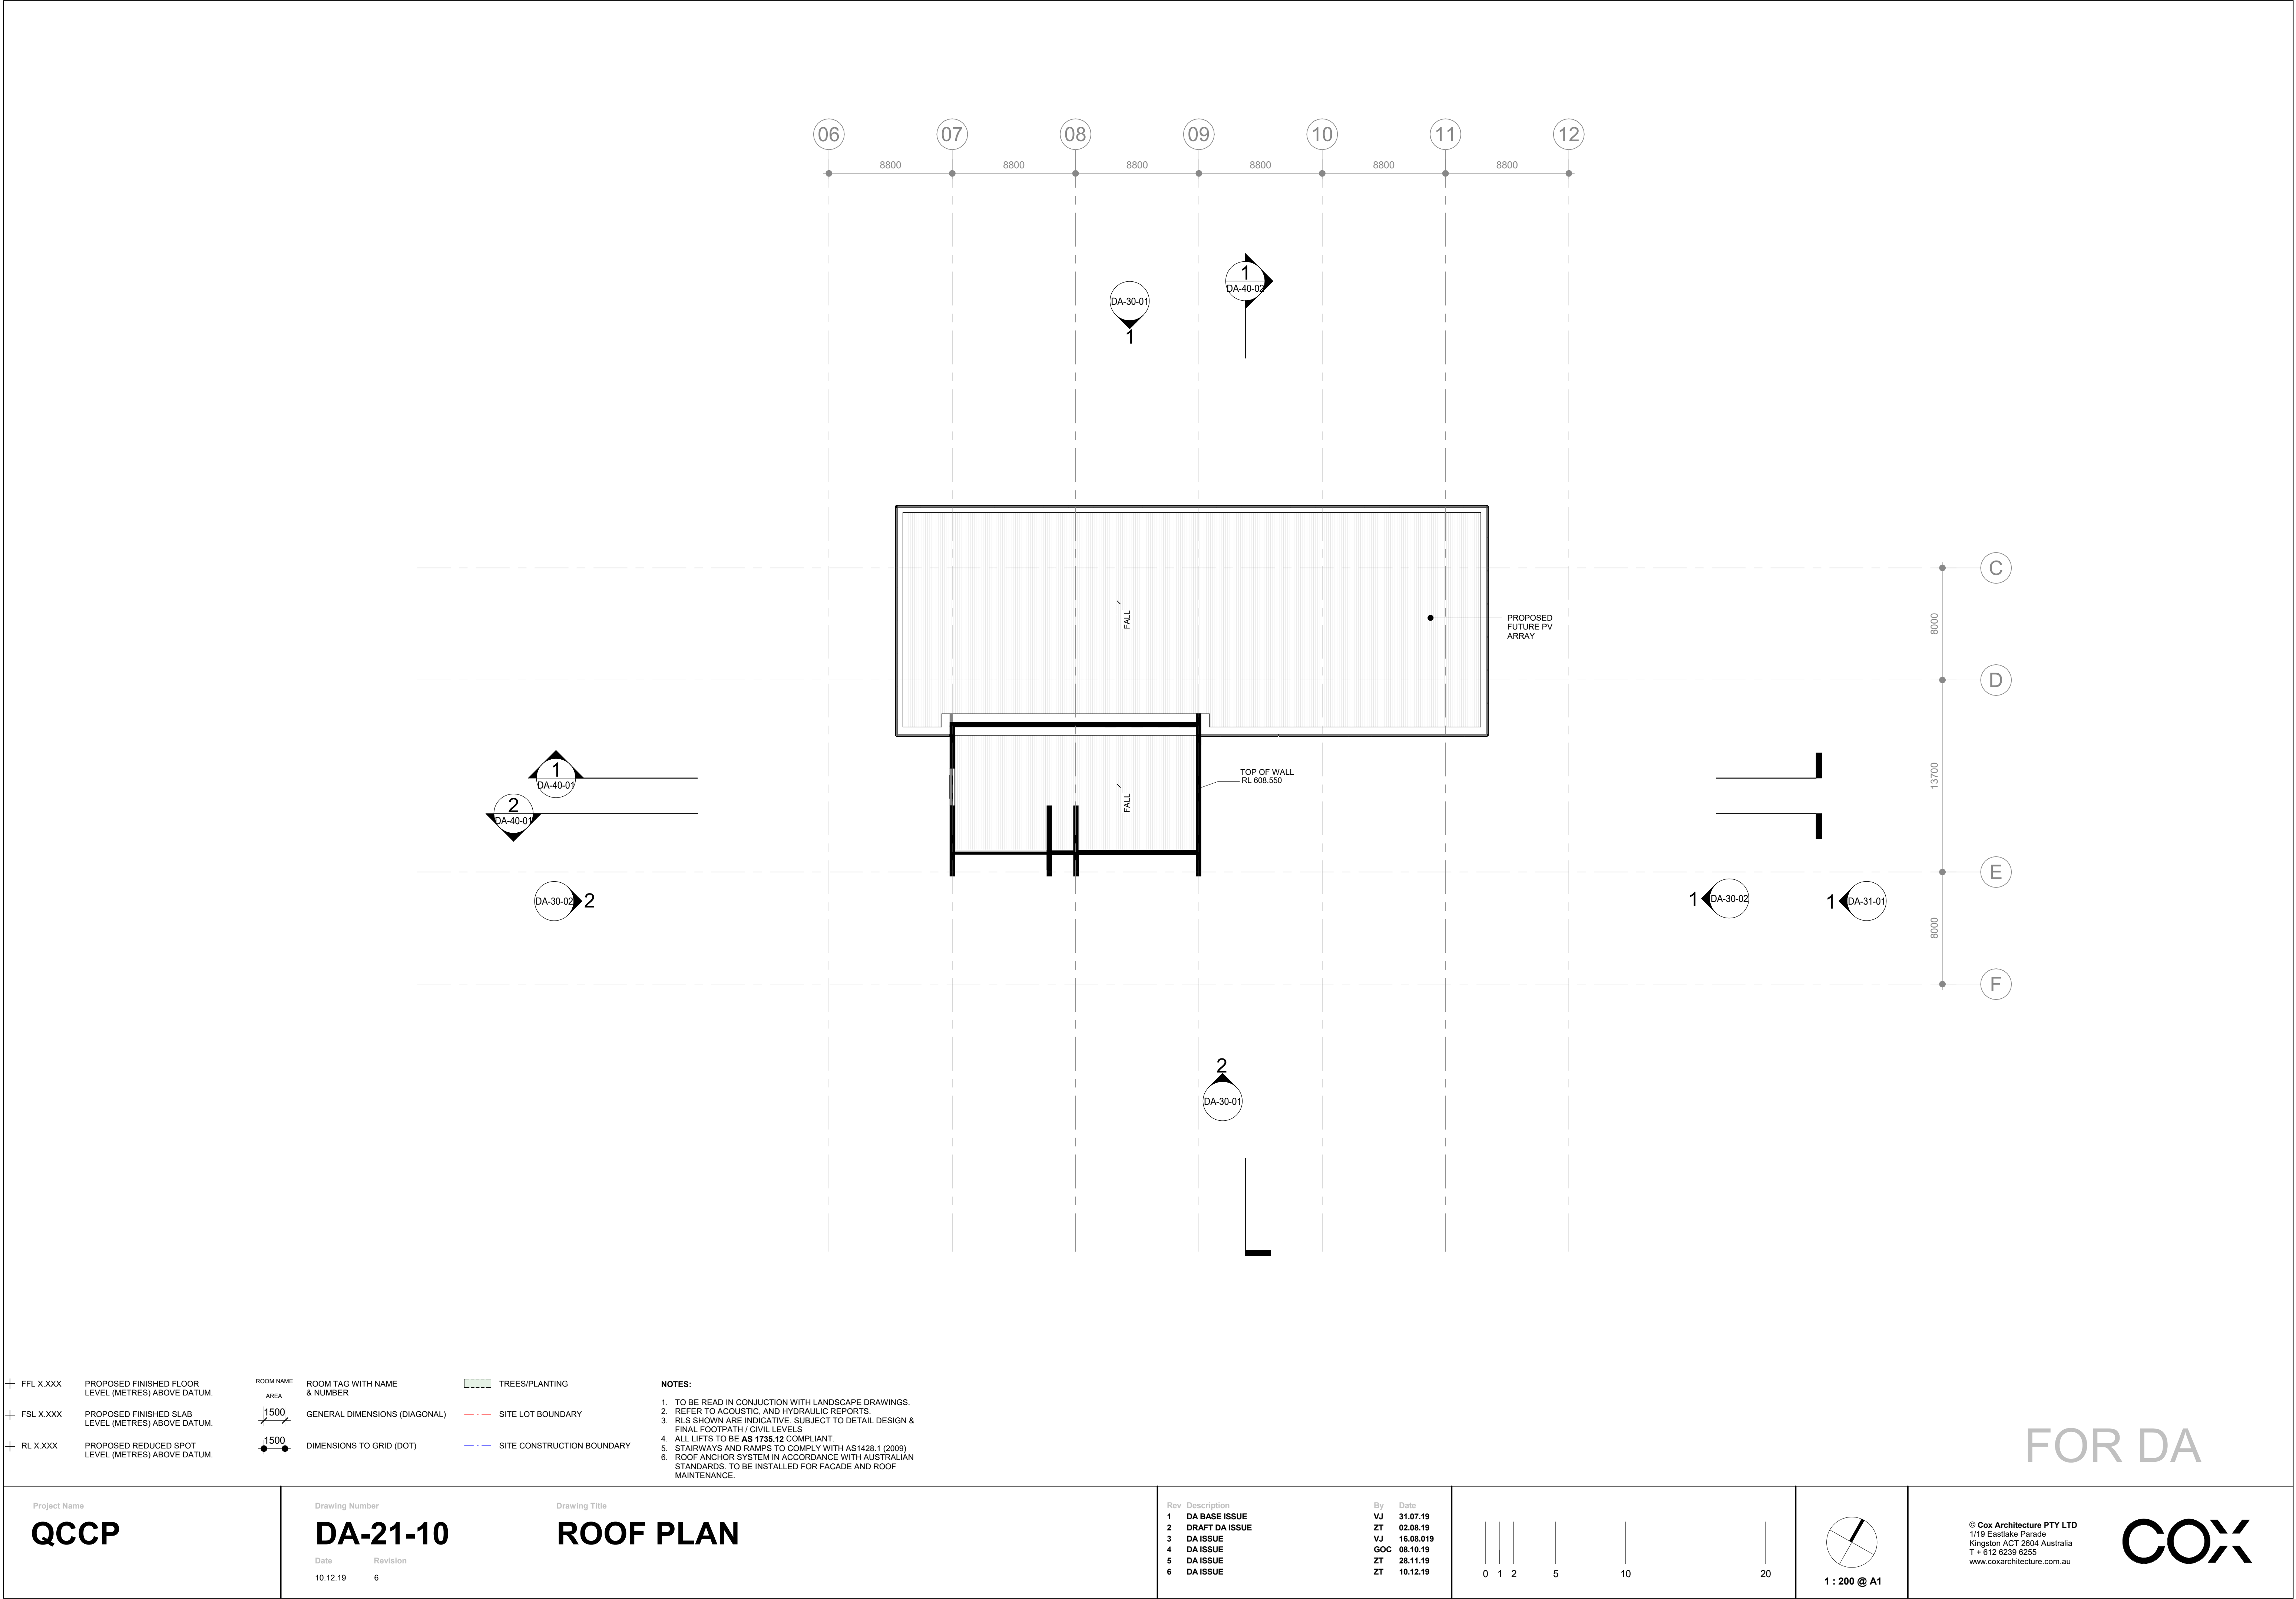 06 07 08 09 10 11 12
8800 8800 8800 8800 8800 8800
1
DA-40-02
DA-30-01
1
C
8000
FALL
PROPOSED
FUTURE PV
ARRAY
D
1
DA-40-01
2
DA-40-01
TOP OF WALL
RL 608.550
FALL
13700
E
DA-30-02 2
1 DA-30-02
1 DA-31-01
8000
F
2
DA-30-01
FFL X.XXX
PROPOSED FINISHED FLOOR
LEVEL (METRES) ABOVE DATUM.
FSL X.XXX
PROPOSED FINISHED SLAB
LEVEL (METRES) ABOVE DATUM.
RL X.XXX
PROPOSED REDUCED SPOT
LEVEL (METRES) ABOVE DATUM.
ROOM NAME
AREA
ROOM TAG WITH NAME
& NUMBER
1500
GENERAL DIMENSIONS (DIAGONAL)
1500
DIMENSIONS TO GRID (DOT)
TREES/PLANTING
SITE LOT BOUNDARY
SITE CONSTRUCTION BOUNDARY
NOTES:
1. TO BE READ IN CONJUCTION WITH LANDSCAPE DRAWINGS.
2. REFER TO ACOUSTIC, AND HYDRAULIC REPORTS.
3. RLS SHOWN ARE INDICATIVE. SUBJECT TO DETAIL DESIGN &
FINAL FOOTPATH / CIVIL LEVELS
4. ALL LIFTS TO BE AS 1735.12 COMPLIANT.
5. STAIRWAYS AND RAMPS TO COMPLY WITH AS1428.1 (2009)
6. ROOF ANCHOR SYSTEM IN ACCORDANCE WITH AUSTRALIAN
STANDARDS. TO BE INSTALLED FOR FACADE AND ROOF
MAINTENANCE.
FOR DA
Project Name
QCCP
Drawing Number
DA-21-10
Date Revision
10.12.19 6
Drawing Title
ROOF PLAN
Rev Description By Date
1 DA BASE ISSUE VJ 31.07.19
2 DRAFT DA ISSUE ZT 02.08.19
3 DA ISSUE VJ 16.08.019
4 DA ISSUE GOC 08.10.19
5 DA ISSUE ZT 28.11.19
6 DA ISSUE ZT 10.12.19
0 1 2 5 10 20
1 : 200 @ A1
© Cox Architecture PTY LTD
1/19 Eastlake Parade
Kingston ACT 2604 Australia
T + 612 6239 6255
www.coxarchitecture.com.au
COX